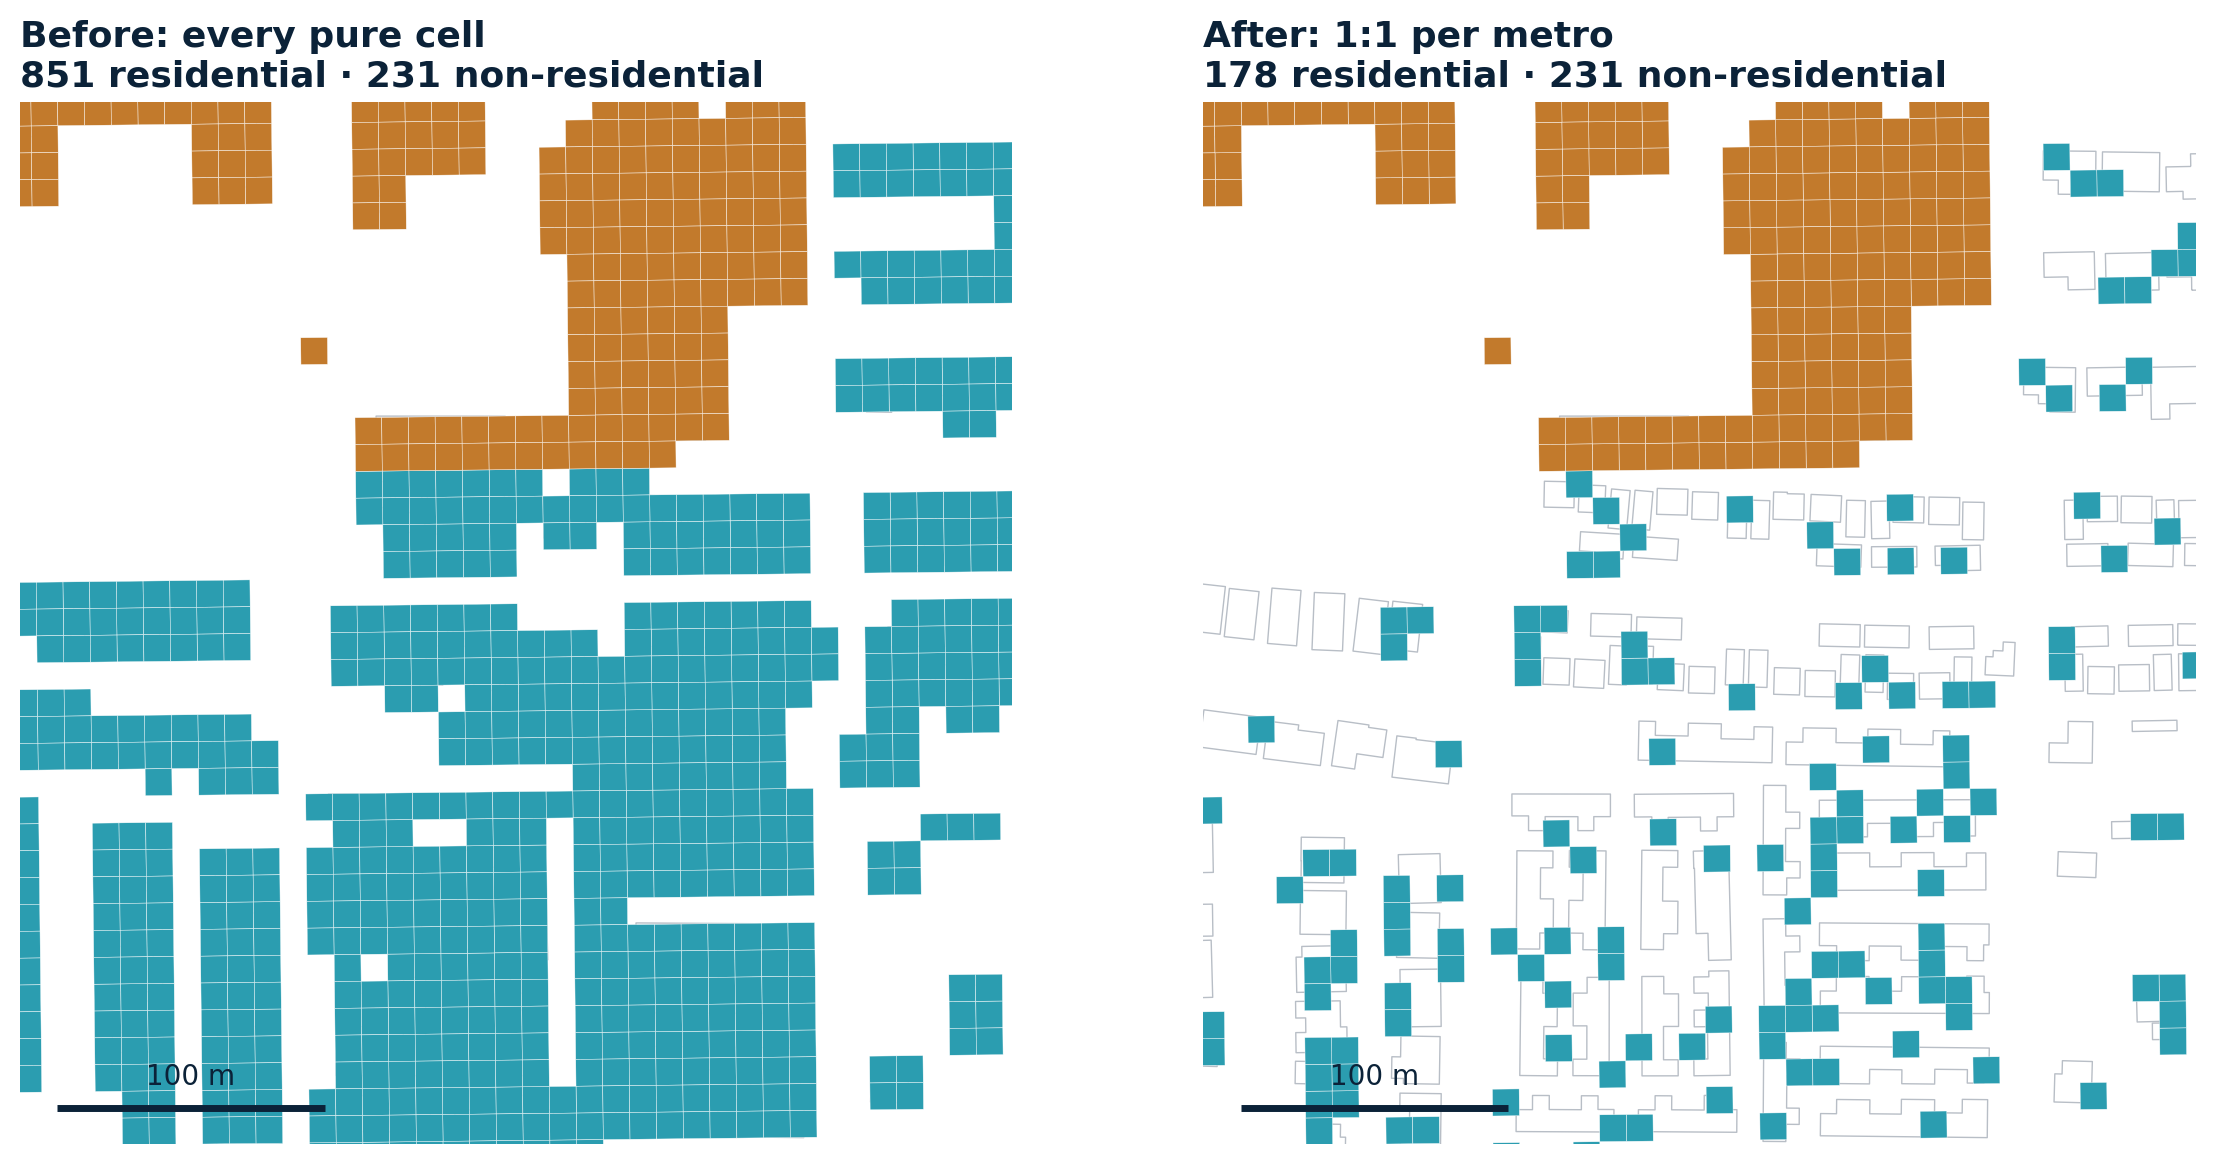 Before: every pure cell
851 residential · 231 non-residential
After: 1:1 per metro
178 residential · 231 non-residential
100 m
100 m